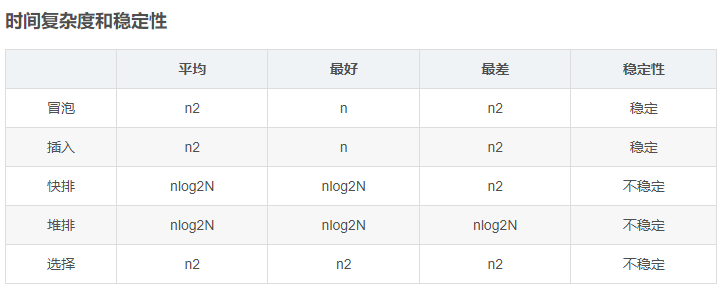 时间复杂度和稳定性
平均 最好 最差 稳定性
冒泡 n2 n n2 稳定
插入 n2 n n2 稳定
快排 nlog2N nlog2N n2 不稳定
堆排 nlog2N nlog2N nlog2N 不稳定
选择 n2 n2 n2 不稳定